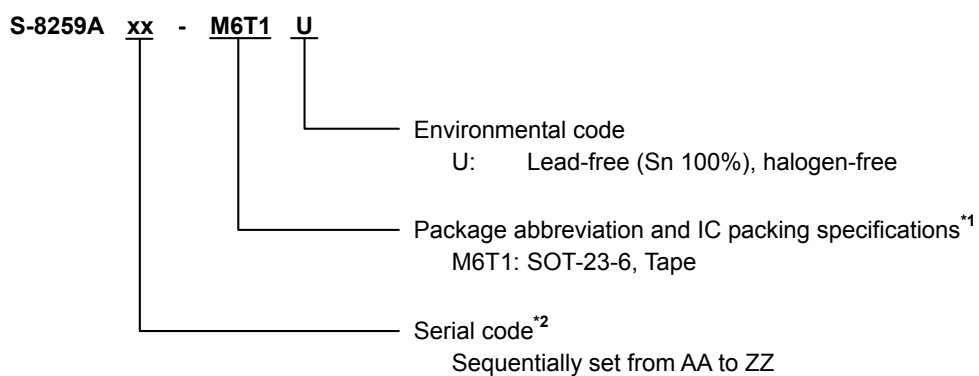 S-8259A xx - M6T1 U
Environmental code
U: Lead-free (Sn 100%), halogen-free
Package abbreviation and IC packing specifications*1
M6T1: SOT-23-6, Tape
Serial code*2
Sequentially set from AA to ZZ